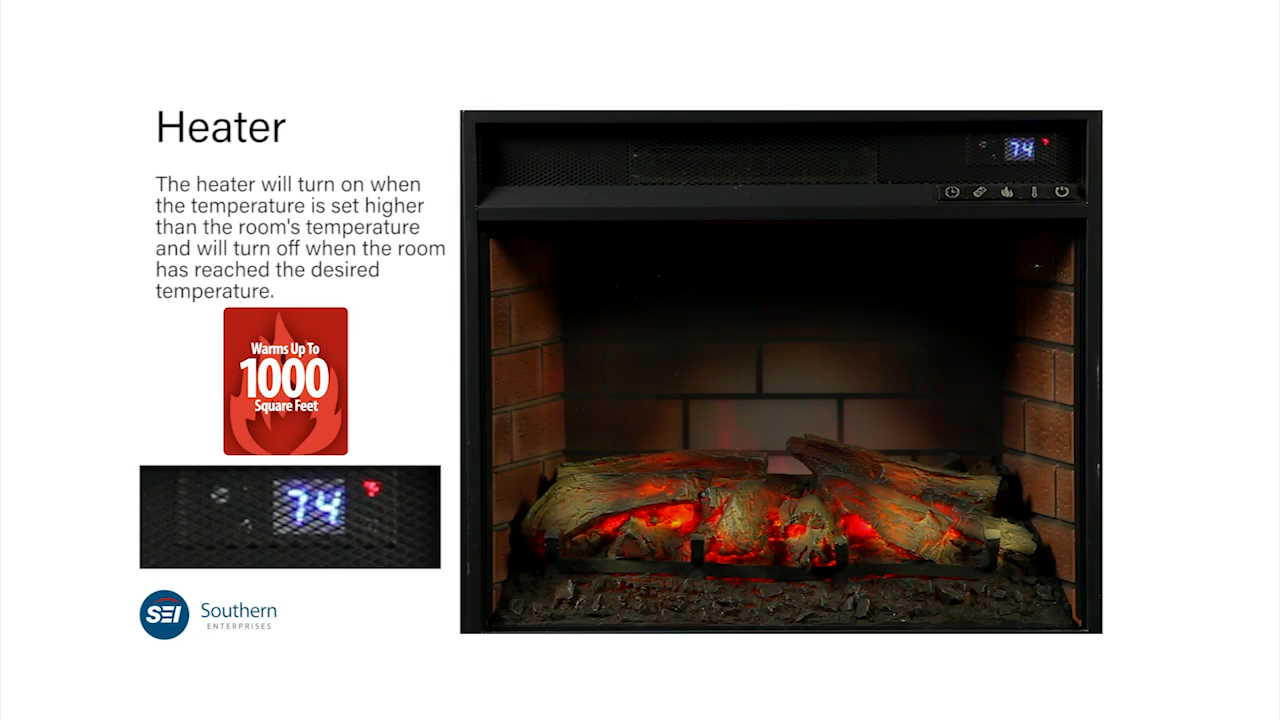 Heater
The heater will turn on when
the temperature is set higher
than the room's temperature
and will turn off when the room
has reached the desired
temperature.
Warms Up To
1000
Square Feet
74
74
SEI Southern
ENTERPRISES